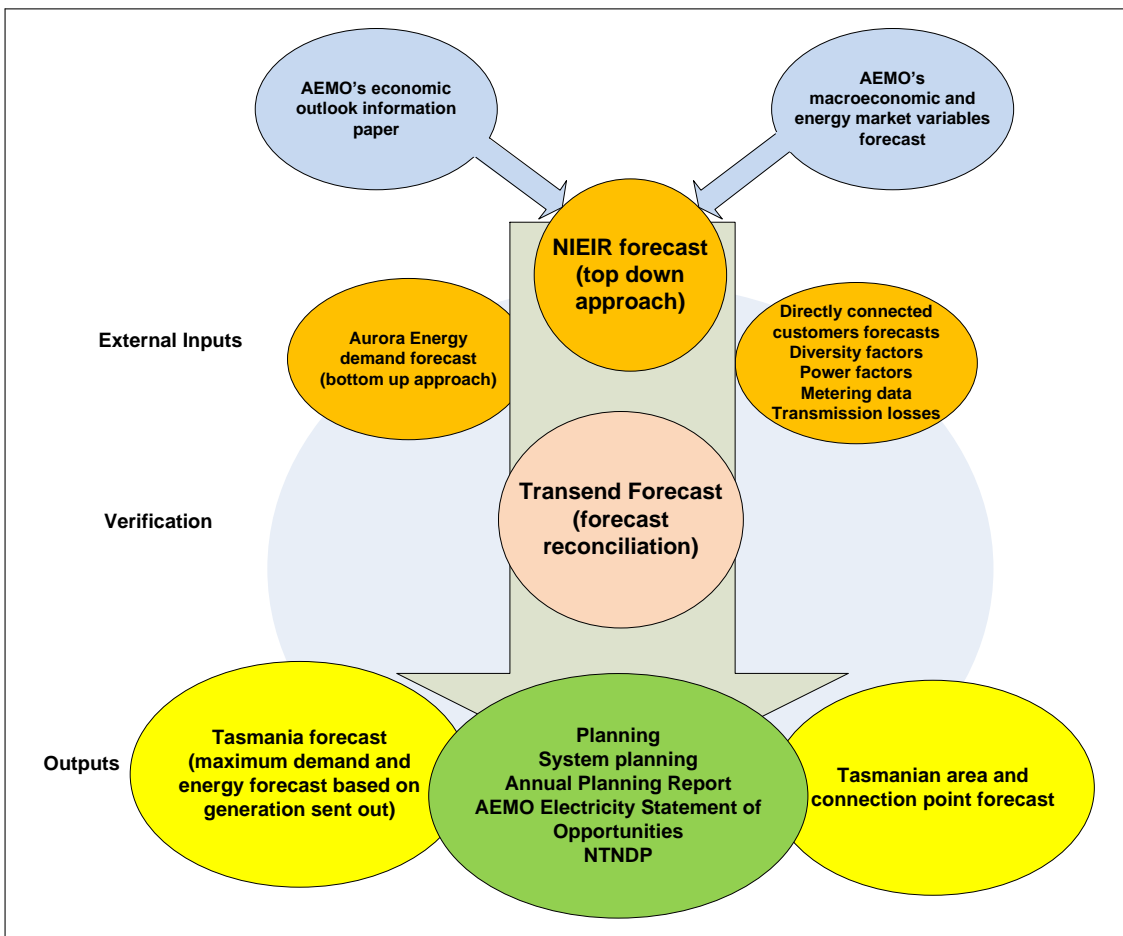 AEMO's economic
outlook information
paper
AEMO's
macroeconomic and
energy market variables
forecast
NIEIR forecast
(top down
approach)
External Inputs
Aurora Energy
demand forecast
(bottom up approach)
Directly connected
customers forecasts
Diversity factors
Power factors
Metering data
Transmission losses
Verification
Transend Forecast
(forecast
reconciliation)
Outputs
Tasmania forecast
(maximum demand and
energy forecast based on
generation sent out)
Planning
System planning
Annual Planning Report
AEMO Electricity Statement of
Opportunities
NTNDP
Tasmanian area and
connection point forecast